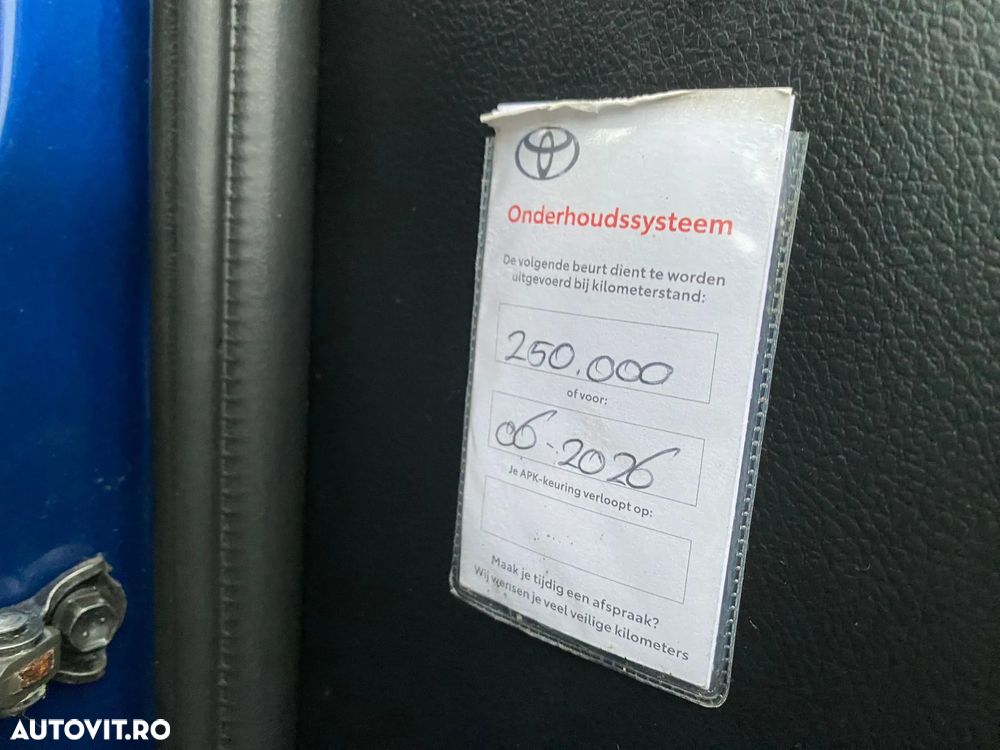 Onderhoudssysteem
De volgende beurt dient te worden
uitgevoerd bij kilometerstand:
250.000
of voor:
06-2026
Je APK-keuring verloopt op:
Maak je tijdig een afspraak?
Wij wensen je veel veilige kilometers
AUTOVIT.RO